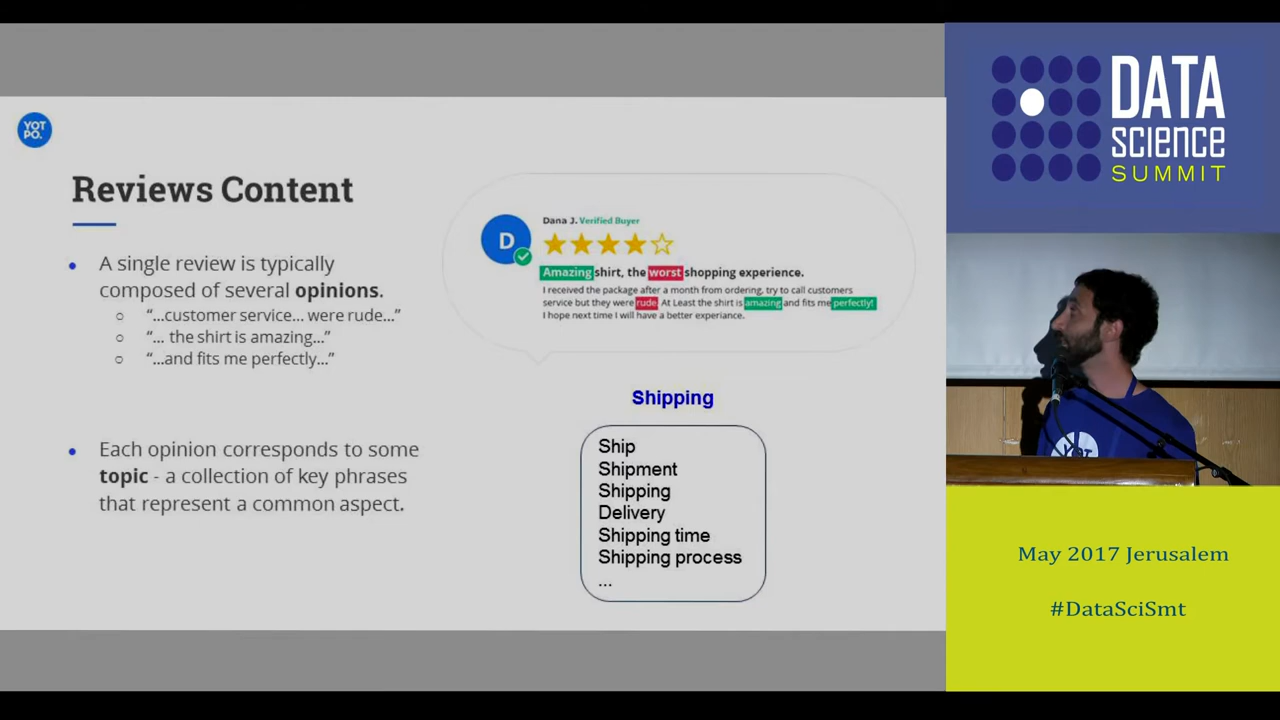 YOT
PO.
Reviews Content
A single review is typically
composed of several opinions.
"...customer service... were rude..."
"... the shirt is amazing..."
"...and fits me perfectly..."
Each opinion corresponds to some
topic - a collection of key phrases
that represent a common aspect.
D
Dana J. Verified Buyer
Amazing shirt, the worst shopping experience.
I received the package after a month from ordering, try to call customers
service but they were rude. At Least the shirt is amazing and fits me perfectly!
I hope next time I will have a better experiance.
Shipping
Ship
Shipment
Shipping
Delivery
Shipping time
Shipping process
...
DATA
SCIENCE
SUMMIT
YOT
May 2017 Jerusalem
#DataSciSmt